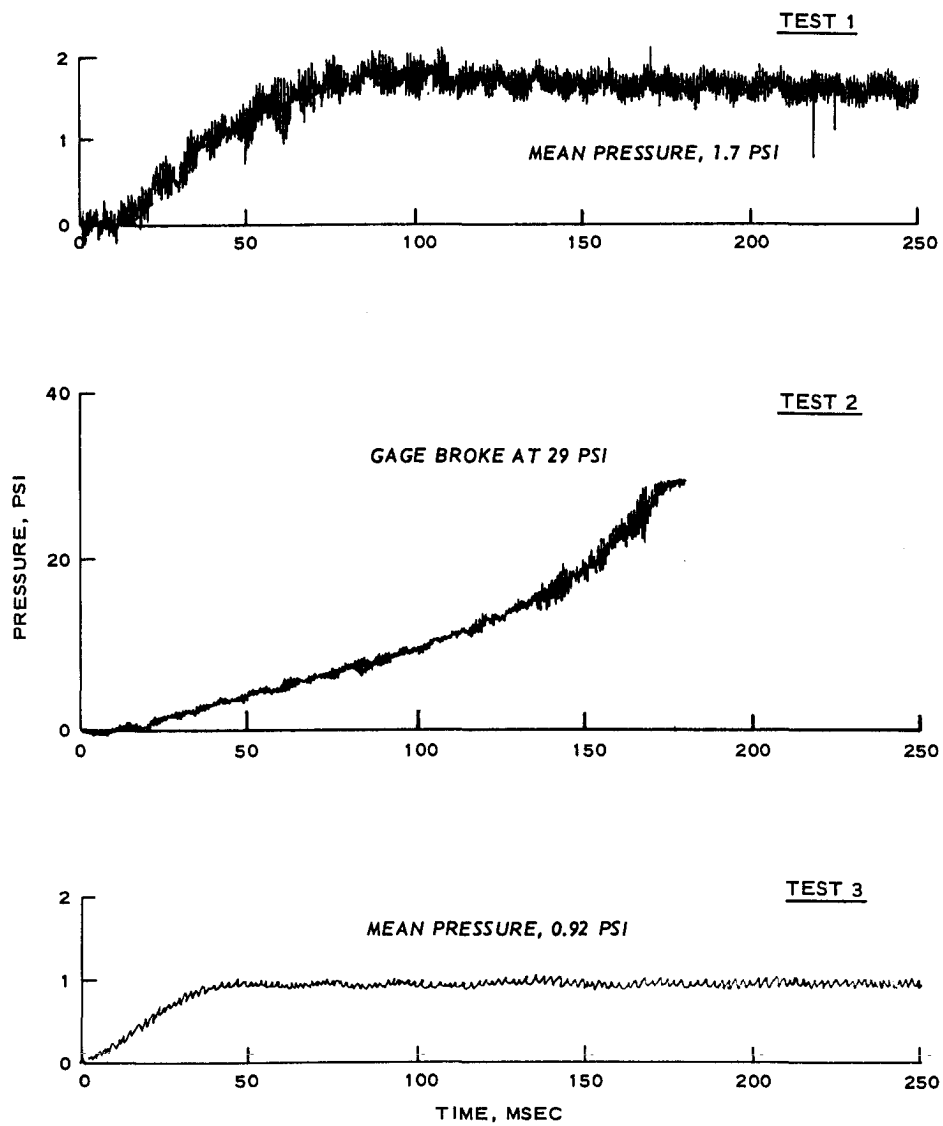 TEST 1
2
1
0
MEAN PRESSURE, 1.7 PSI
0 50 100 150 200 250
TEST 2
40
20
0
GAGE BROKE AT 29 PSI
PRESSURE, PSI
0 50 100 150 200 250
TEST 3
2
1
0
MEAN PRESSURE, 0.92 PSI
0 50 100 150 200 250
TIME, MSEC